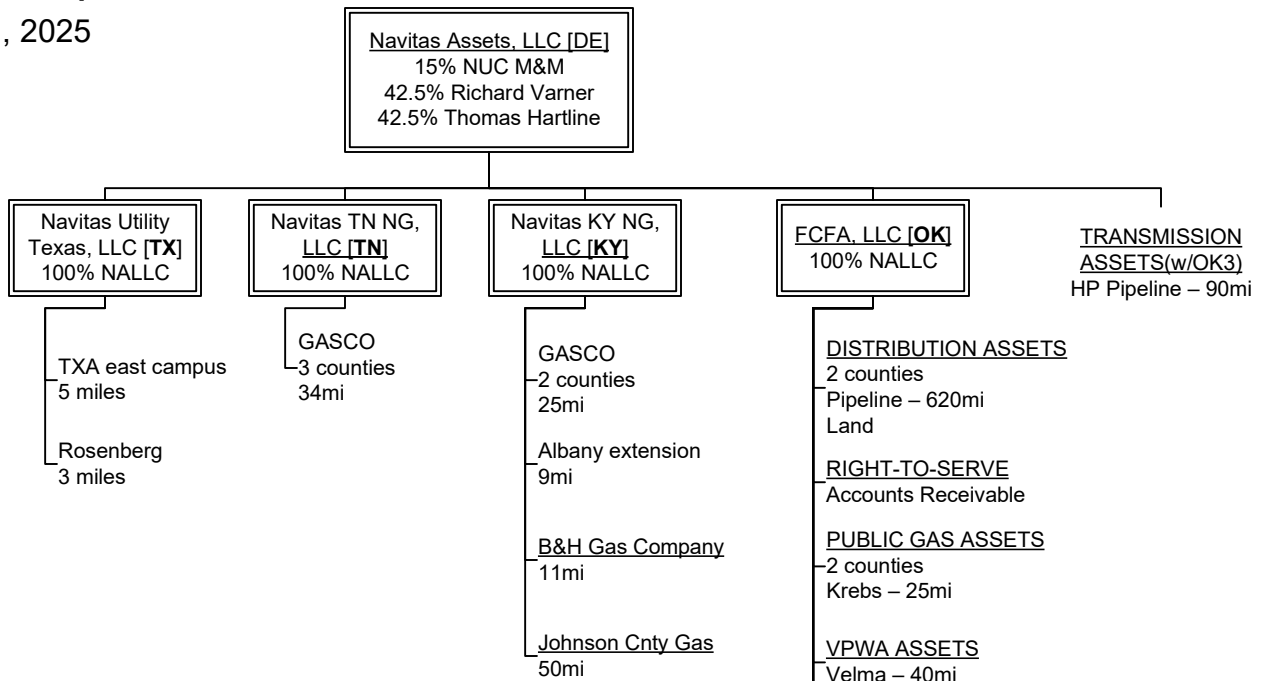 , 2025
Navitas Assets, LLC [DE]
15% NUC M&M
42.5% Richard Varner
42.5% Thomas Hartline
Navitas Utility
Texas, LLC [TX]
100% NALLC
Navitas TN NG,
LLC [TN]
100% NALLC
Navitas KY NG,
LLC [KY]
100% NALLC
FCFA, LLC [OK]
100% NALLC
TRANSMISSION
ASSETS(w/OK3)
HP Pipeline – 90mi
TXA east campus
5 miles
Rosenberg
3 miles
GASCO
3 counties
34mi
GASCO
2 counties
25mi
Albany extension
9mi
B&H Gas Company
11mi
Johnson Cnty Gas
50mi
DISTRIBUTION ASSETS
2 counties
Pipeline – 620mi
Land
RIGHT-TO-SERVE
Accounts Receivable
PUBLIC GAS ASSETS
2 counties
Krebs – 25mi
VPWA ASSETS
Velma – 40mi